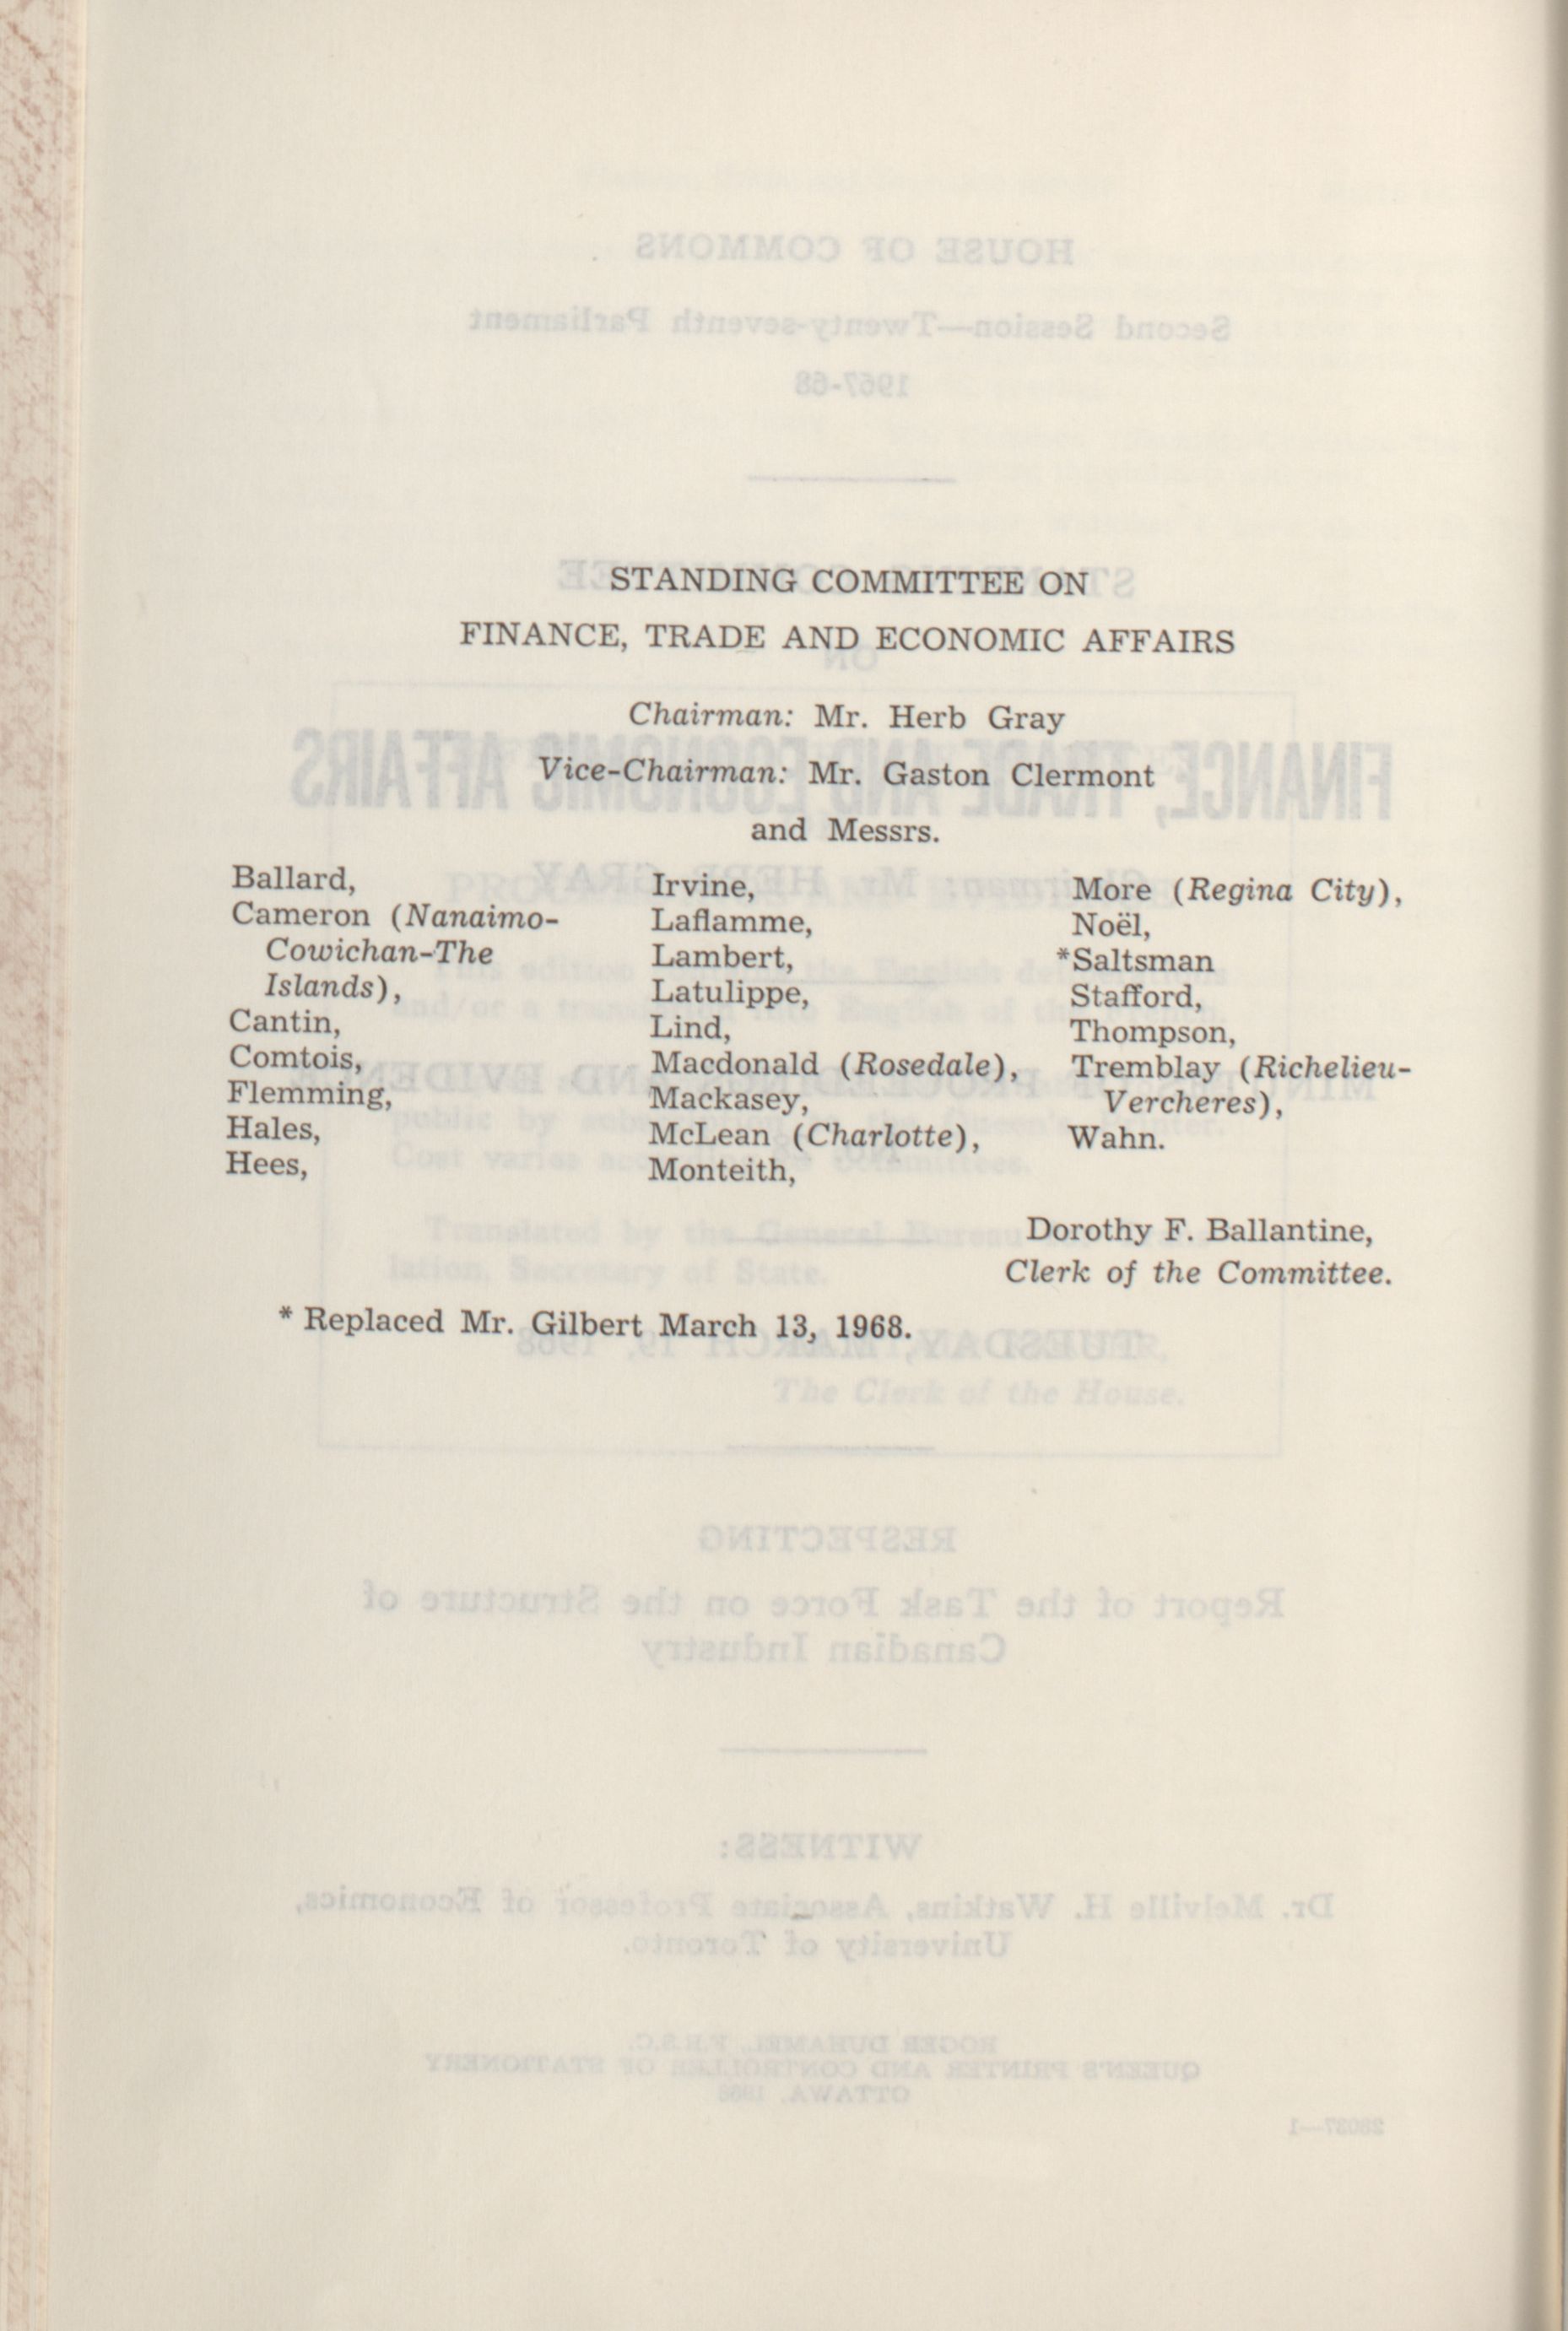 STANDING COMMITTEE ON
FINANCE, TRADE AND ECONOMIC AFFAIRS
Chairman: Mr. Herb Gray
Vice-Chairman: Mr. Gaston Clermont
and Messrs.
Ballard,
Cameron (Nanaimo-
Cowichan-The
Islands),
Cantin,
Comtois,
Flemming,
Hales,
Hees,
Irvine,
Laflamme,
Lambert,
Latulippe,
Lind,
Macdonald (Rosedale),
Mackasey,
McLean (Charlotte),
Monteith,
More (Regina City),
Noël,
*Saltsman
Stafford,
Thompson,
Tremblay (Richelieu-
Vercheres),
Wahn.
Dorothy F. Ballantine,
Clerk of the Committee.
* Replaced Mr. Gilbert March 13, 1968.